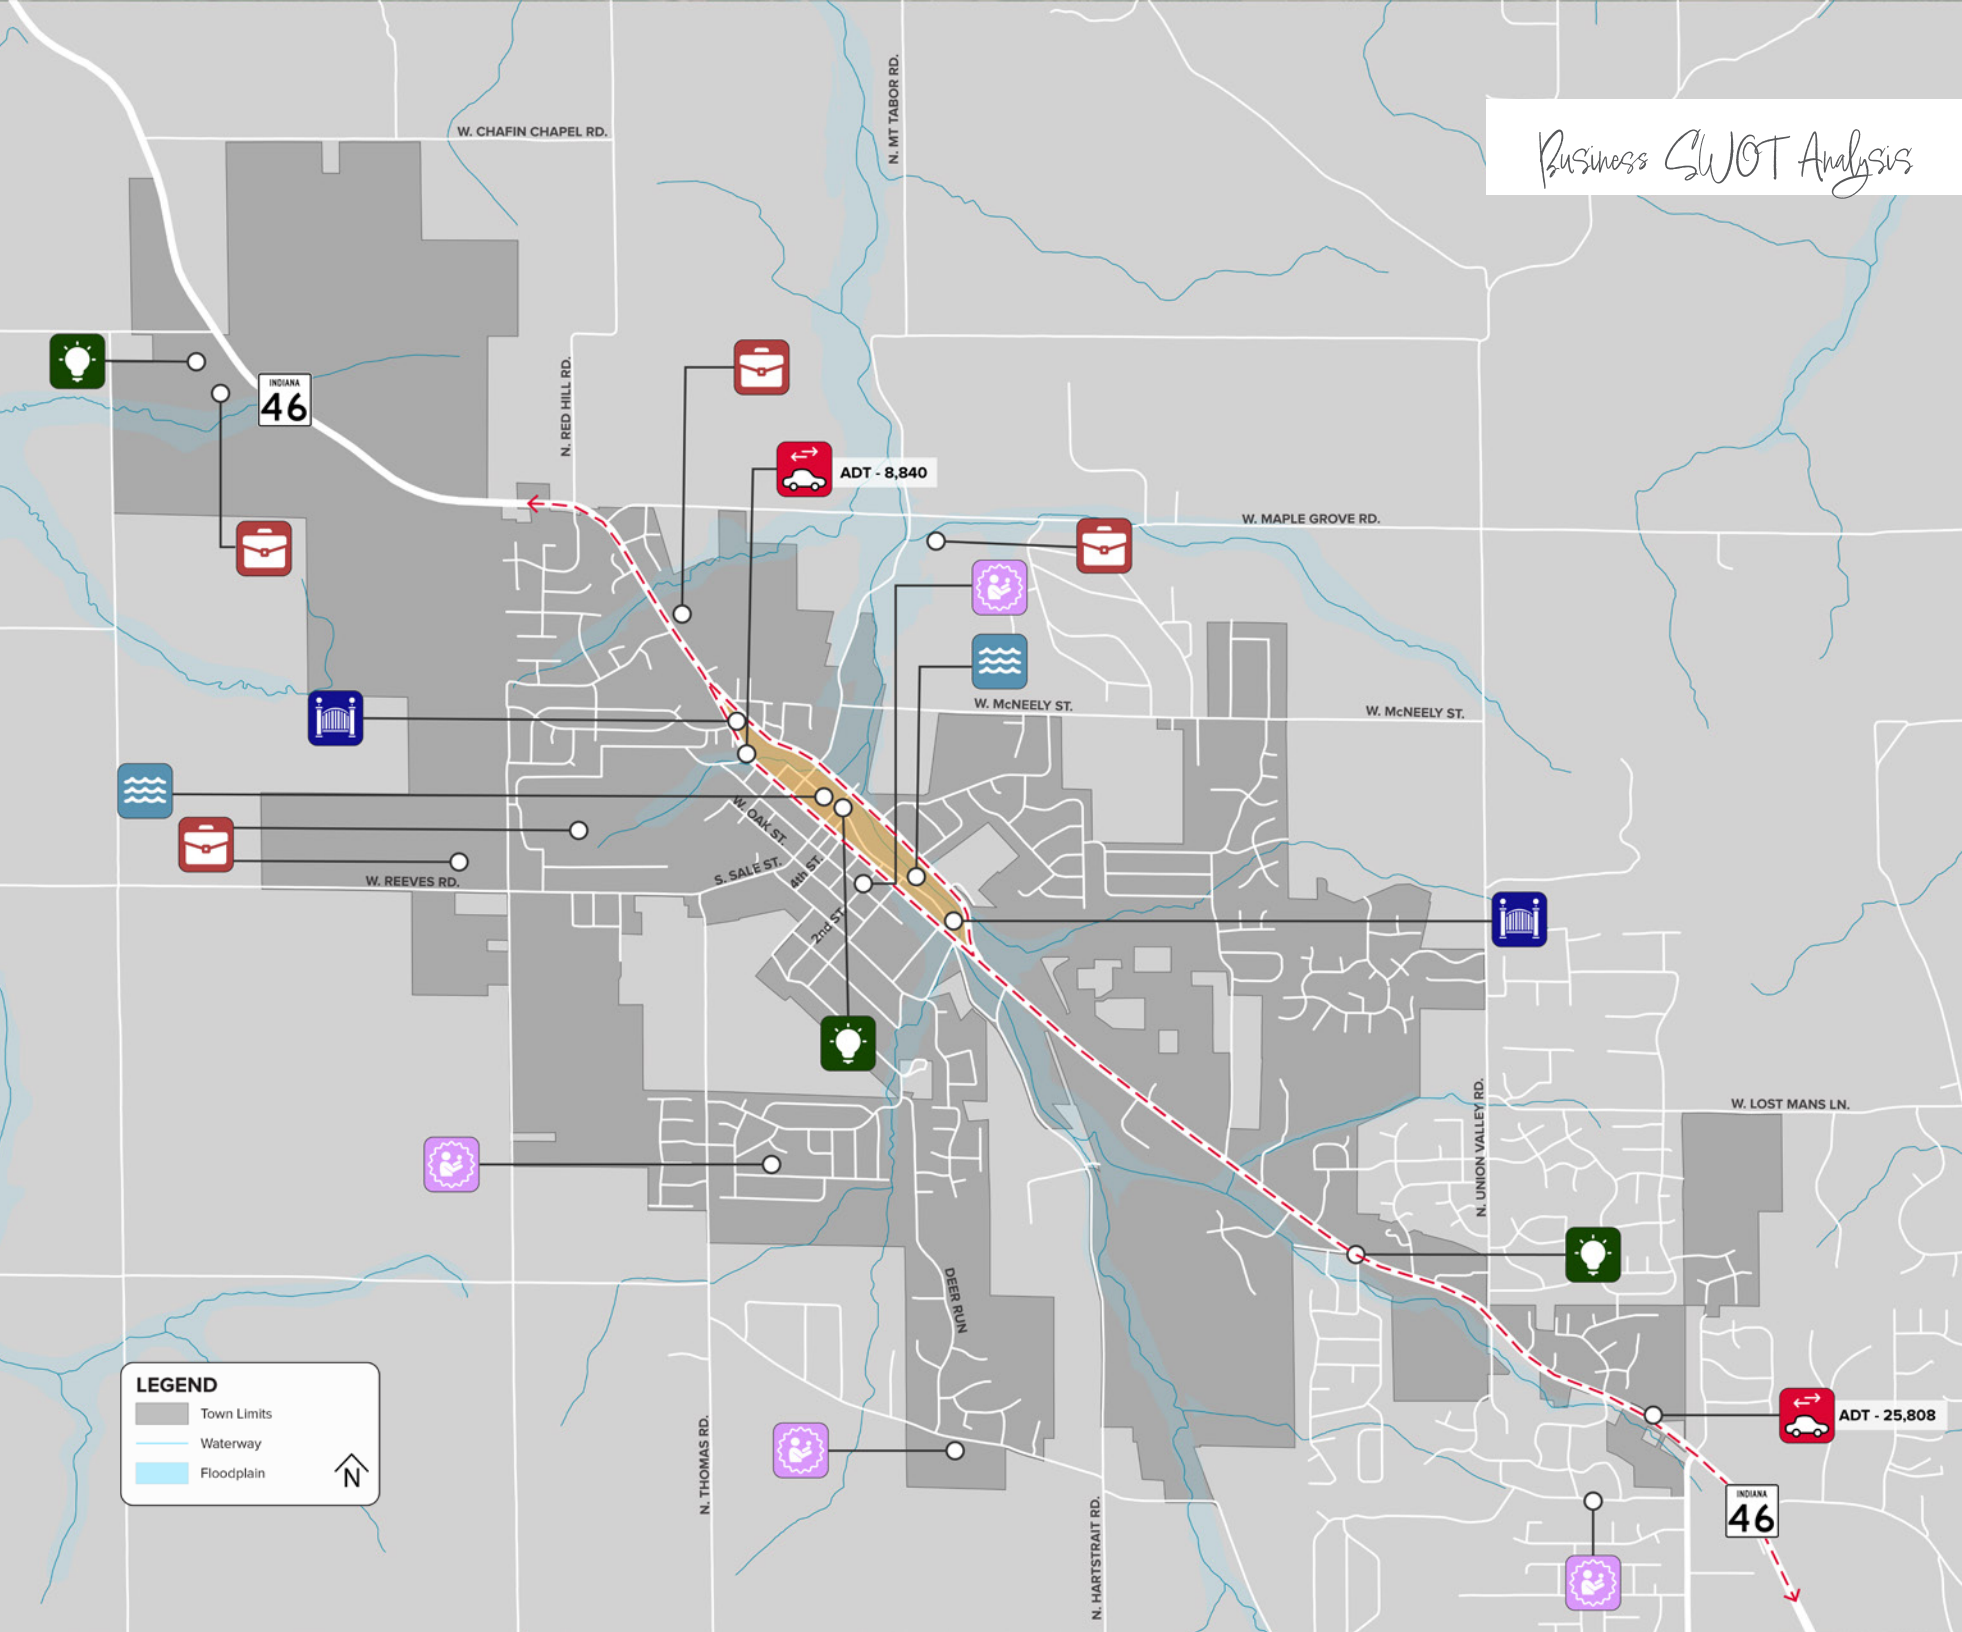 W. CHAFIN CHAPEL RD.
N. MT TABOR RD.
Business SWOT Analysis
INDIANA
46
N. RED HILL RD.
ADT - 8,840
W. MAPLE GROVE RD.
W. McNEELY ST.
W. McNEELY ST.
W. OAK ST.
S. SALE ST.
4th ST.
2nd ST.
W. REEVES RD.
N. UNION VALLEY RD.
W. LOST MANS LN.
DEER RUN
LEGEND
Town Limits
Waterway
Floodplain
N
N. THOMAS RD.
N. HARTSTRAIT RD.
ADT - 25,808
INDIANA
46